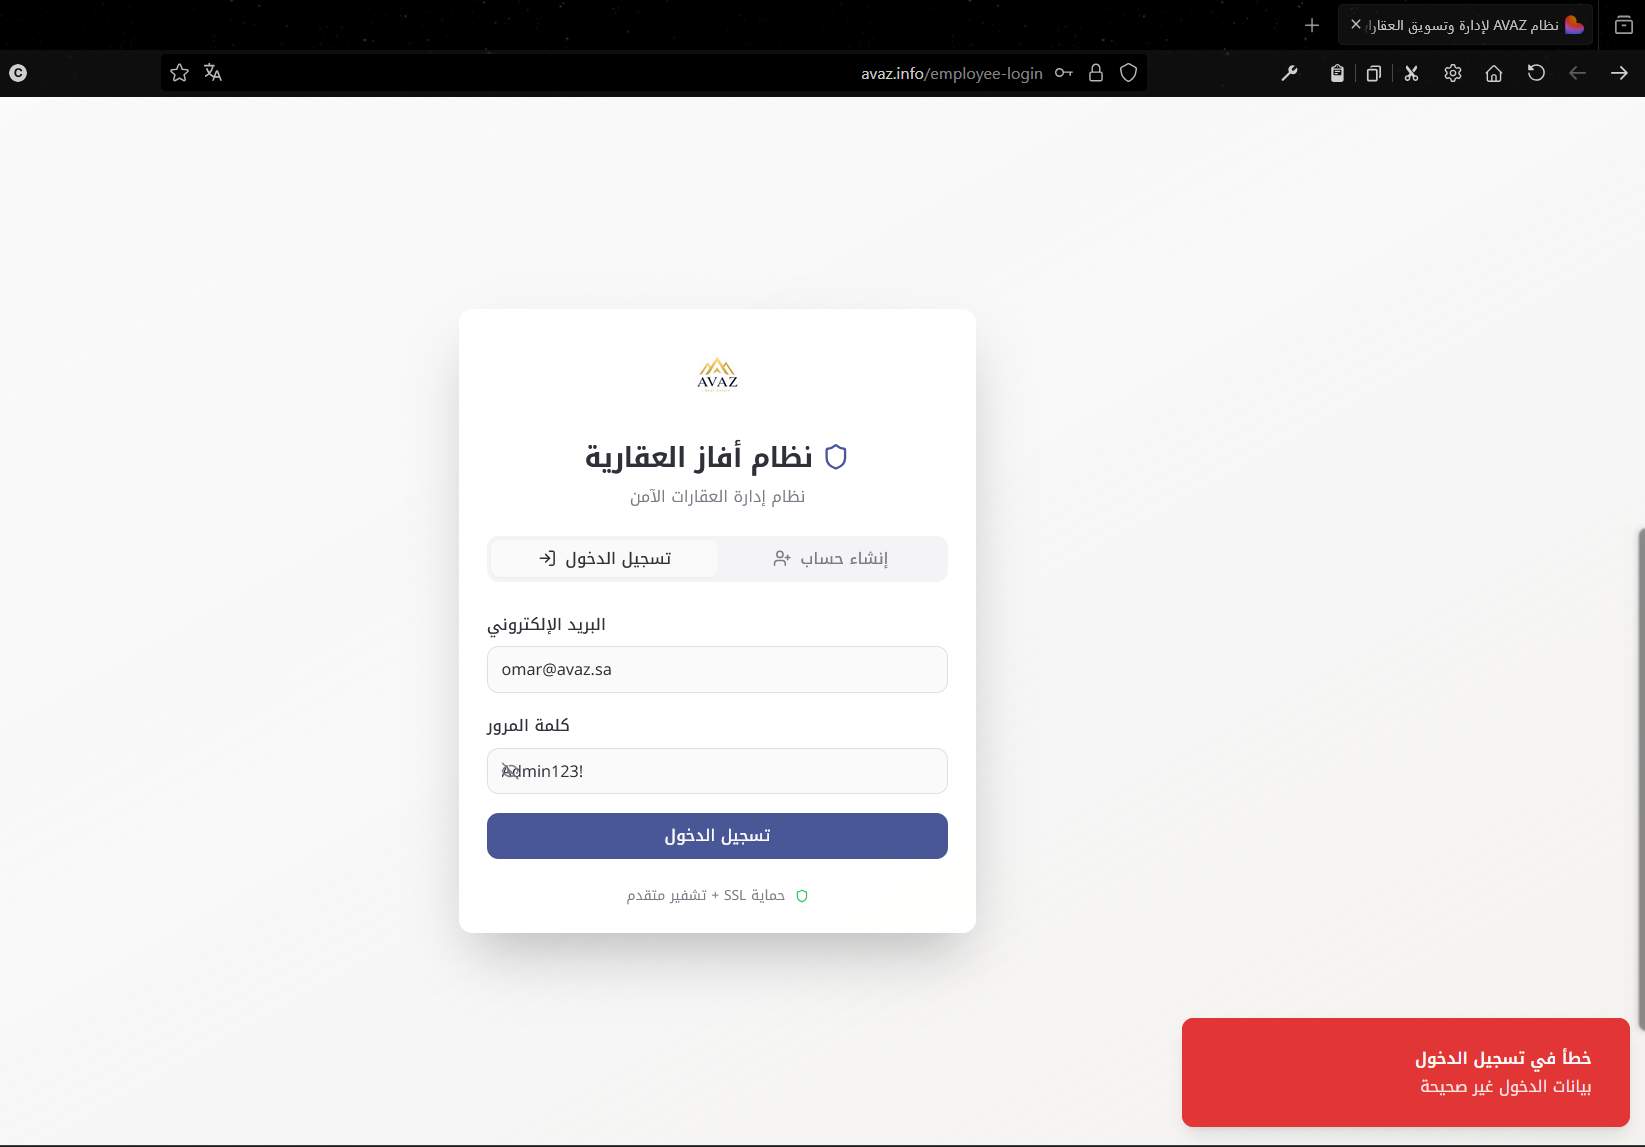 نظام AVAZ لإدارة وتسويق العقارا
avaz.info/employee-login
AVAZ
نظام أفاز العقارية
نظام إدارة العقارات الآمن
إنشاء حساب
تسجيل الدخول
البريد الإلكتروني
omar@avaz.sa
كلمة المرور
Admin123!
تسجيل الدخول
حماية SSL + تشفير متقدم
خطأ في تسجيل الدخول
بيانات الدخول غير صحيحة